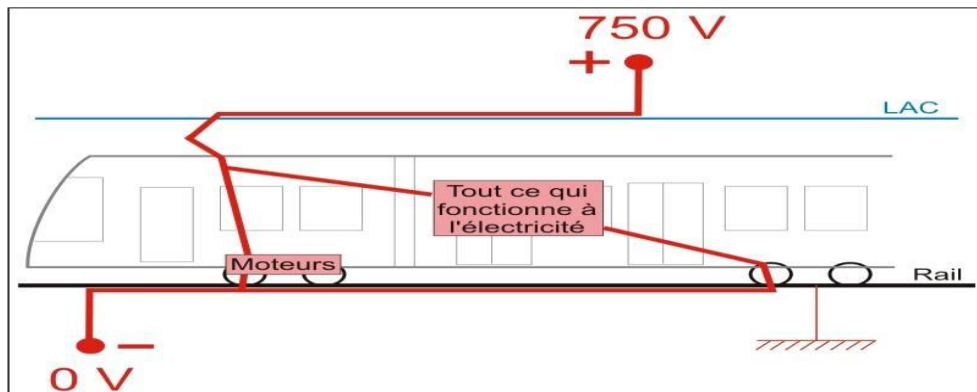 750 V
+
LAC
Tout ce qui
fonctionne à
l'électricité
Moteurs
Rail
−
0 V